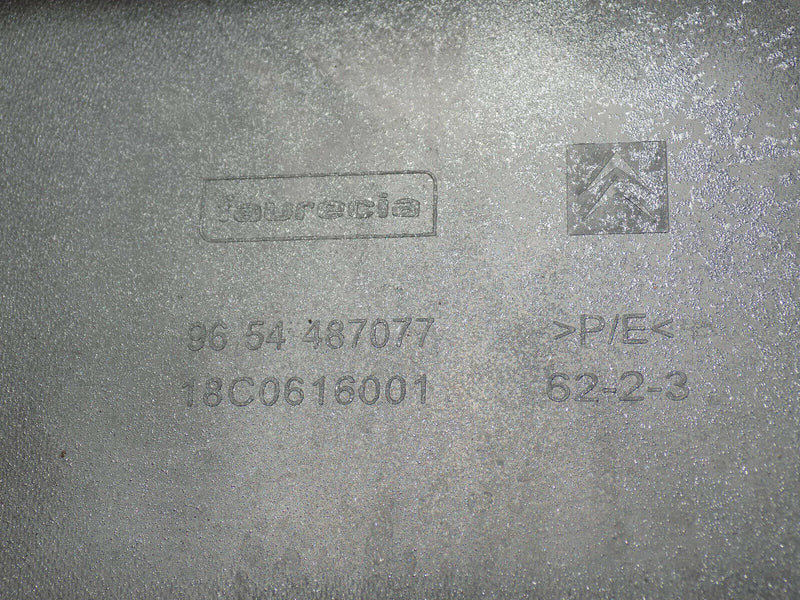 faurecia
96 54 487077
>P/E<
18C0616001
62-2-3